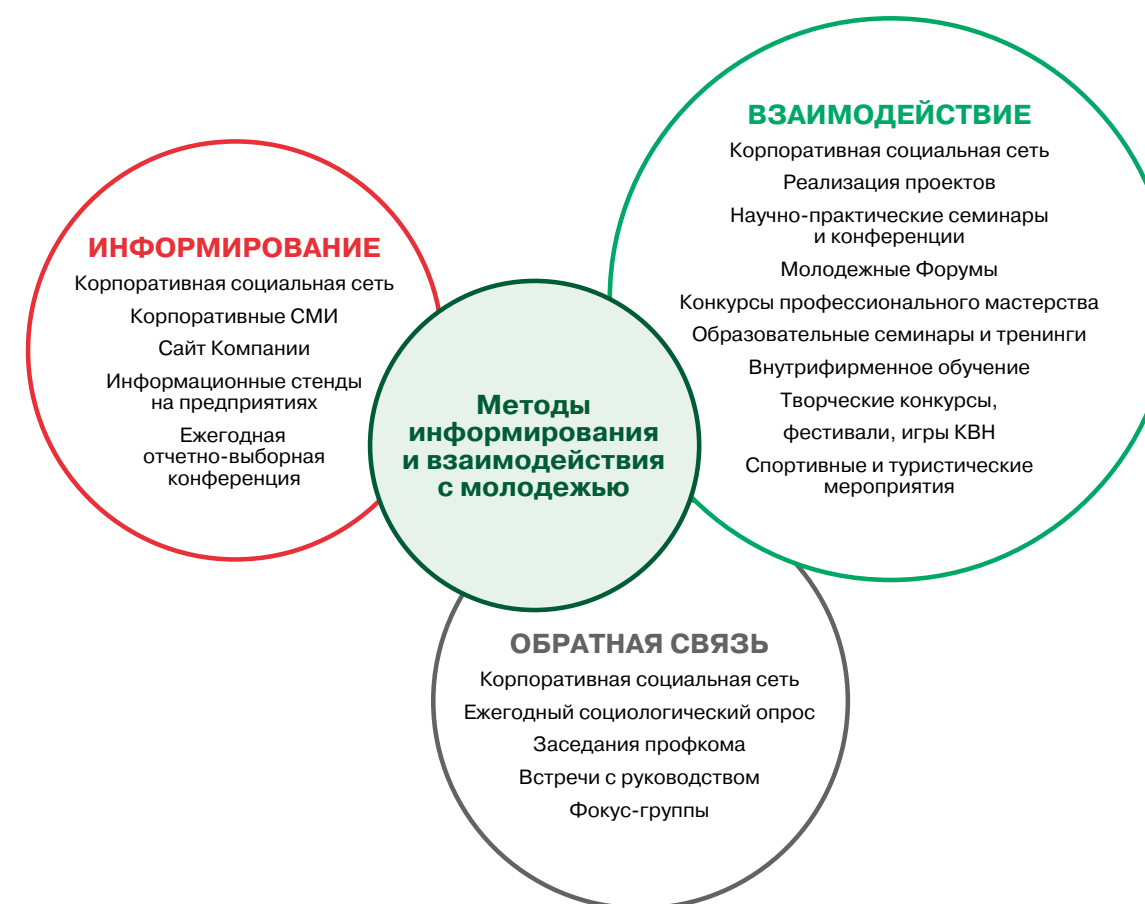 ВЗАИМОДЕЙСТВИЕ
Корпоративная социальная сеть
Реализация проектов
Научно-практические семинары
и конференции
Молодежные Форумы
Конкурсы профессионального мастерства
Образовательные семинары и тренинги
Внутрифирменное обучение
Творческие конкурсы,
фестивали, игры КВН
Спортивные и туристические
мероприятия
ИНФОРМИРОВАНИЕ
Корпоративная социальная сеть
Корпоративные СМИ
Сайт Компании
Информационные стенды
на предприятиях
Ежегодная
отчетно-выборная
конференция
Методы
информирования
и взаимодействия
с молодежью
ОБРАТНАЯ СВЯЗЬ
Корпоративная социальная сеть
Ежегодный социологический опрос
Заседания профкома
Встречи с руководством
Фокус-группы